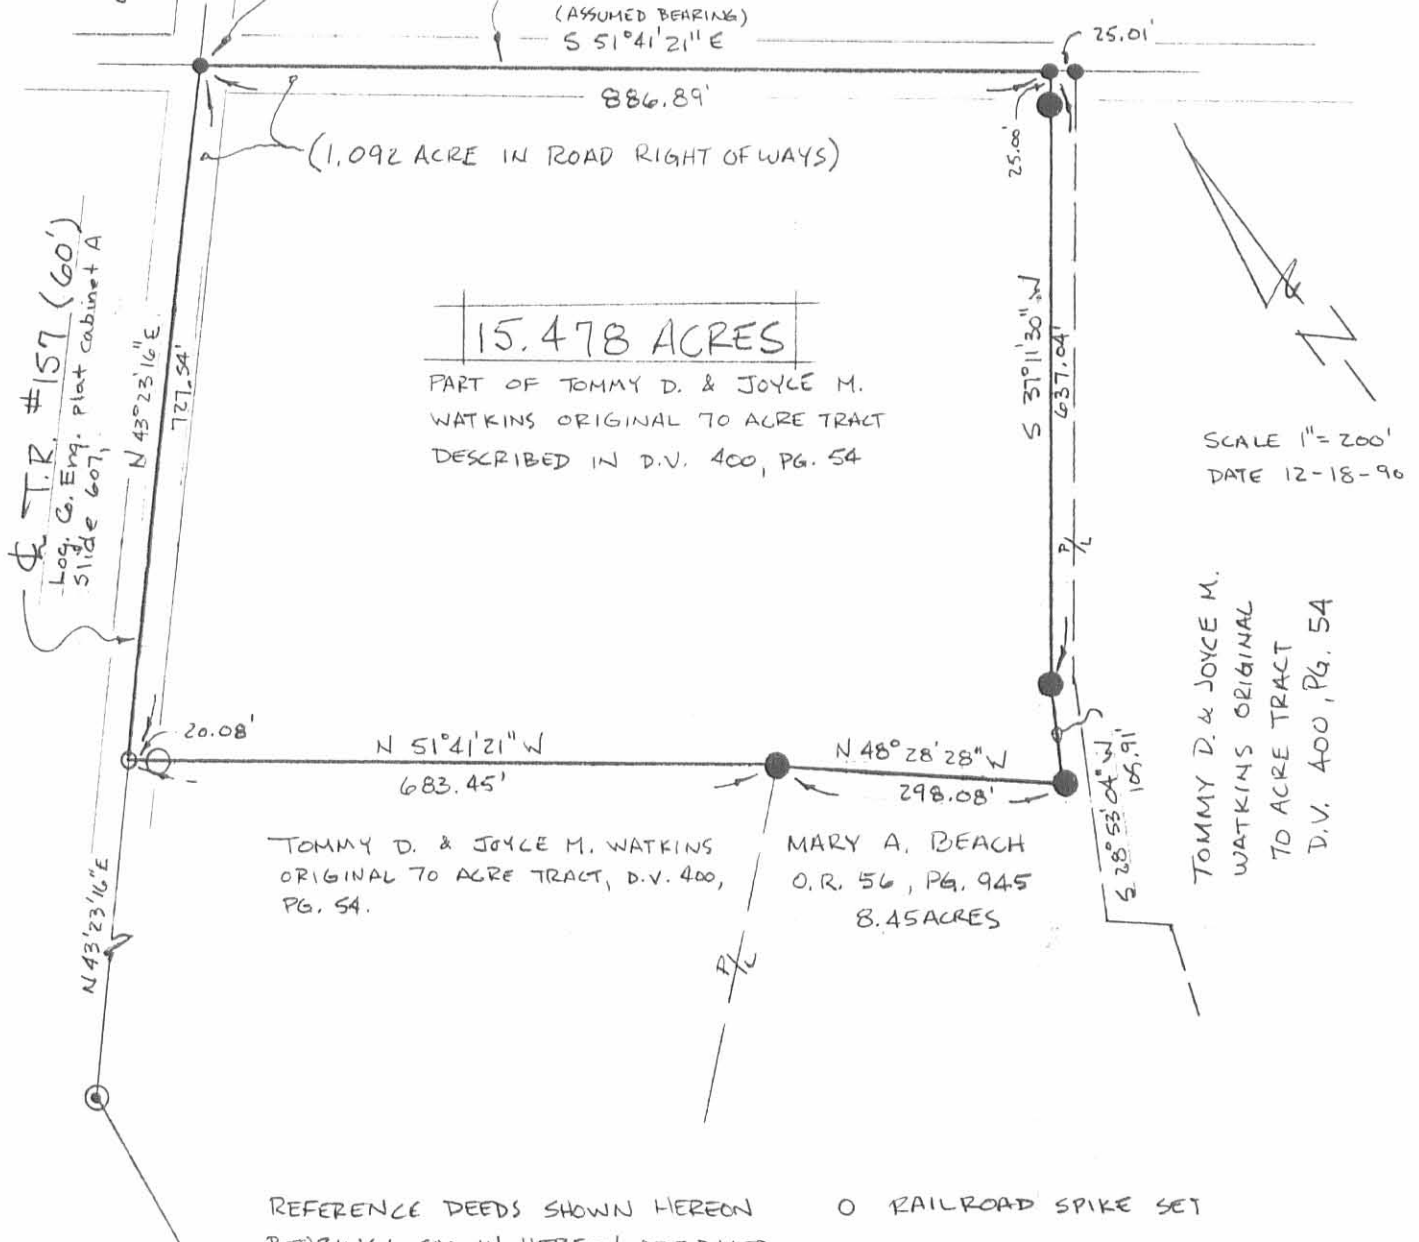 (ASSUMED BEARING)
S 51°41'21" E
25.01'
886.89'
(1.092 ACRE IN ROAD RIGHT OF WAYS)
25.00'
℄ T.R. #157 (60')
Log. Co. Eng. plat cabinet A
Slide 607,
N 43°23'16" E
727.54'
15.478 ACRES
PART OF TOMMY D. & JOYCE M.
WATKINS ORIGINAL 70 ACRE TRACT
DESCRIBED IN D.V. 400, PG. 54
S 37°11'30" W
637.04'
P/L
SCALE 1"=200'
DATE 12-18-90
20.08'
N 51°41'21" W
683.45'
N 48°28'28" W
298.08'
S 28°53'04" W
105.91'
TOMMY D. & JOYCE M.
WATKINS ORIGINAL
70 ACRE TRACT
D.V. 400, PG. 54
TOMMY D. & JOYCE M. WATKINS
ORIGINAL 70 ACRE TRACT, D.V. 400,
PG. 54.
MARY A. BEACH
O.R. 56, PG. 945
8.45 ACRES
P/L
N 43°23'16" E
REFERENCE DEEDS SHOWN HEREON
O RAILROAD SPIKE SET